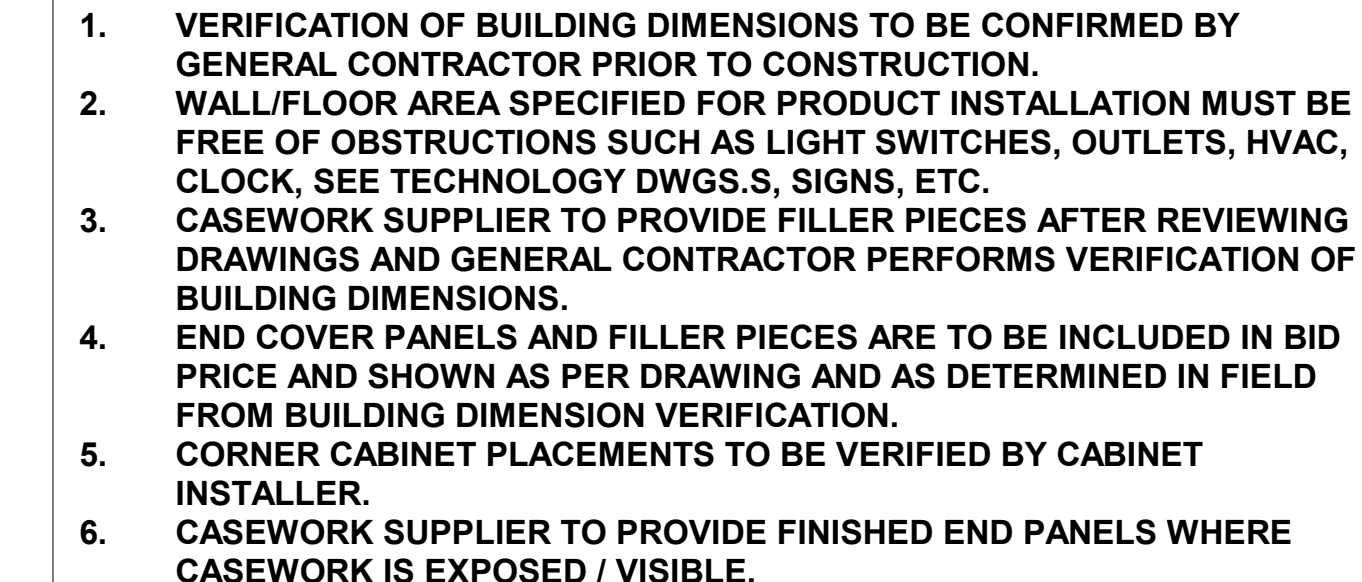 1. VERIFICATION OF BUILDING DIMENSIONS TO BE CONFIRMED BY
GENERAL CONTRACTOR PRIOR TO CONSTRUCTION.
2. WALL/FLOOR AREA SPECIFIED FOR PRODUCT INSTALLATION MUST BE
FREE OF OBSTRUCTIONS SUCH AS LIGHT SWITCHES, OUTLETS, HVAC,
CLOCK, SEE TECHNOLOGY DWGS.S, SIGNS, ETC.
3. CASEWORK SUPPLIER TO PROVIDE FILLER PIECES AFTER REVIEWING
DRAWINGS AND GENERAL CONTRACTOR PERFORMS VERIFICATION OF
BUILDING DIMENSIONS.
4. END COVER PANELS AND FILLER PIECES ARE TO BE INCLUDED IN BID
PRICE AND SHOWN AS PER DRAWING AND AS DETERMINED IN FIELD
FROM BUILDING DIMENSION VERIFICATION.
5. CORNER CABINET PLACEMENTS TO BE VERIFIED BY CABINET
INSTALLER.
6. CASEWORK SUPPLIER TO PROVIDE FINISHED END PANELS WHERE
CASEWORK IS EXPOSED / VISIBLE.